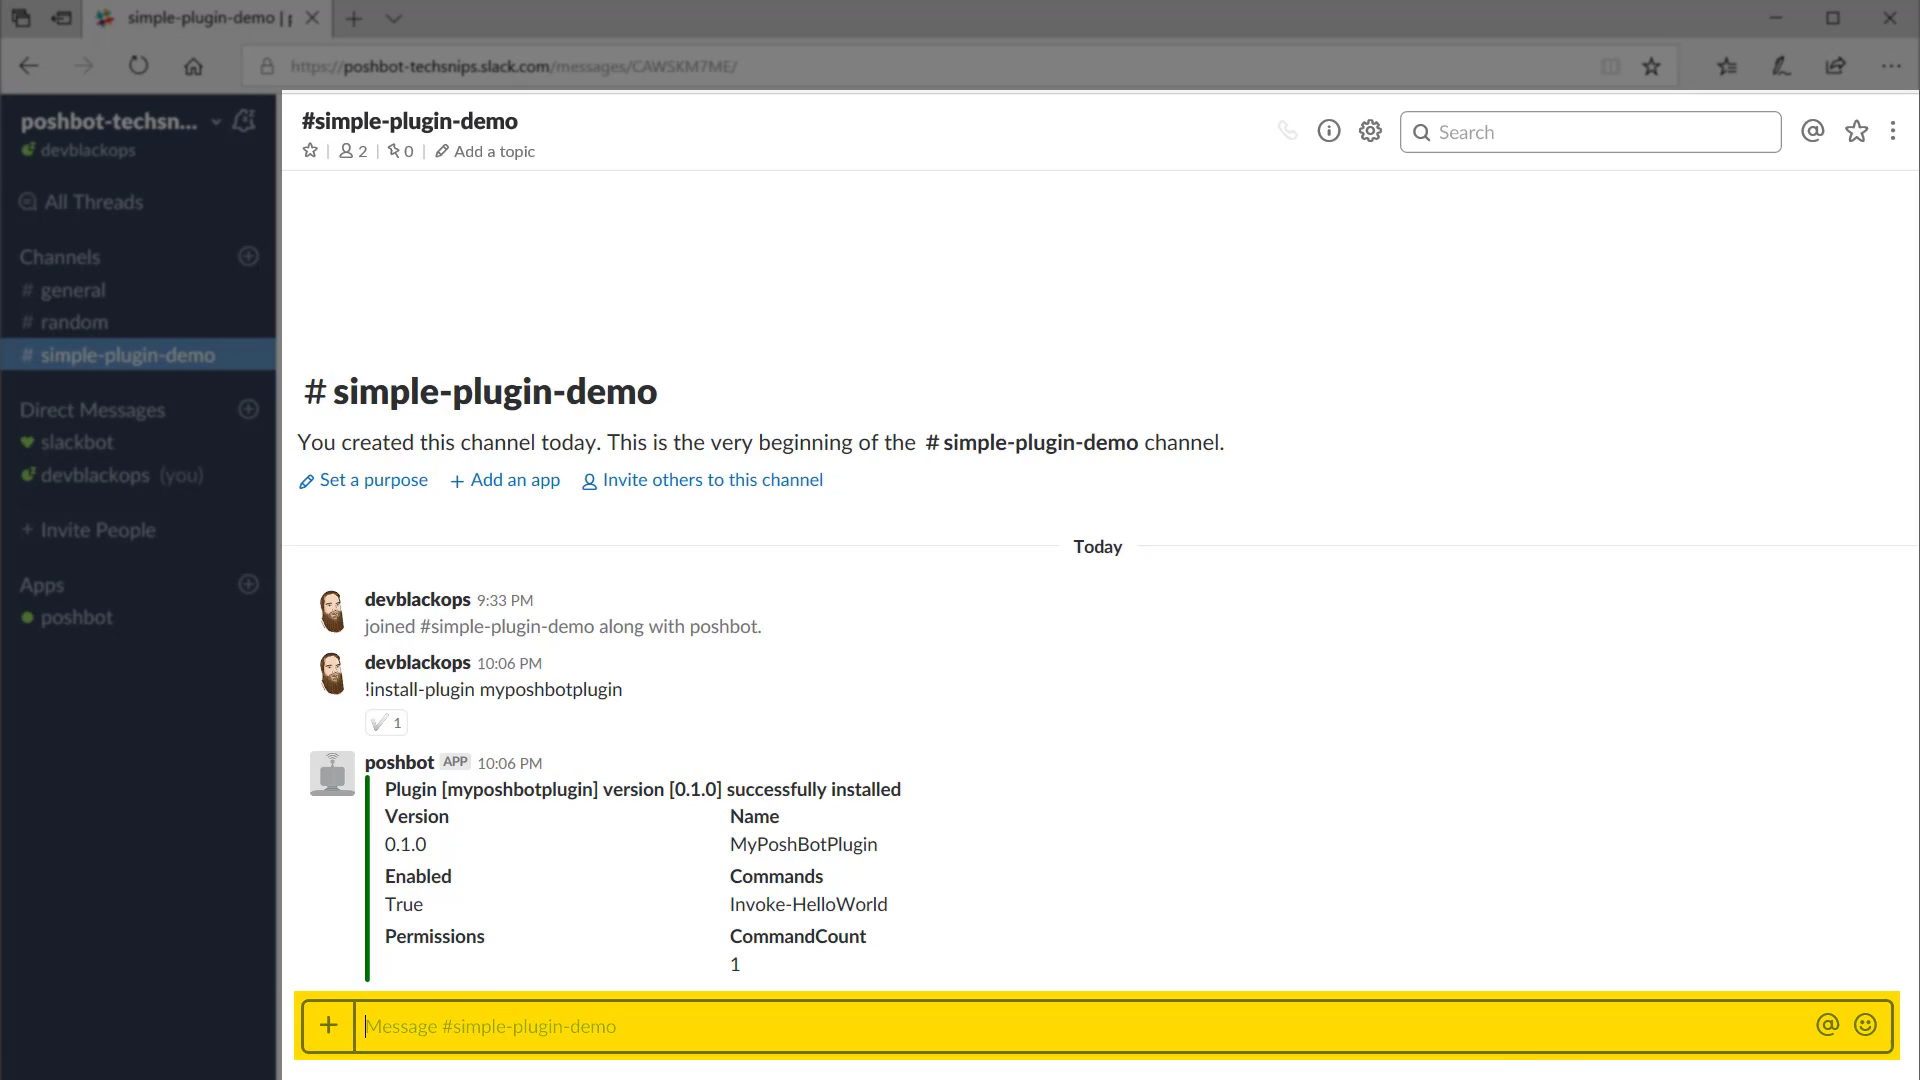 simple-plugin-demo |
https://poshbot-techsnips.slack.com/messages/CAWSKM7ME/
poshbot-techsn...
devblackops
All Threads
Channels
# general
# random
# simple-plugin-demo
Direct Messages
slackbot
devblackops (you)
+ Invite People
Apps
poshbot
#simple-plugin-demo
2 | 0 | Add a topic
Search
# simple-plugin-demo
You created this channel today. This is the very beginning of the # simple-plugin-demo channel.
Set a purpose + Add an app Invite others to this channel
Today
devblackops 9:33 PM
joined #simple-plugin-demo along with poshbot.
devblackops 10:06 PM
!install-plugin myposhbotplugin
1
poshbot APP 10:06 PM
Plugin [myposhbotplugin] version [0.1.0] successfully installed
Version Name
0.1.0 MyPoshBotPlugin
Enabled Commands
True Invoke-HelloWorld
Permissions CommandCount
1
Message #simple-plugin-demo